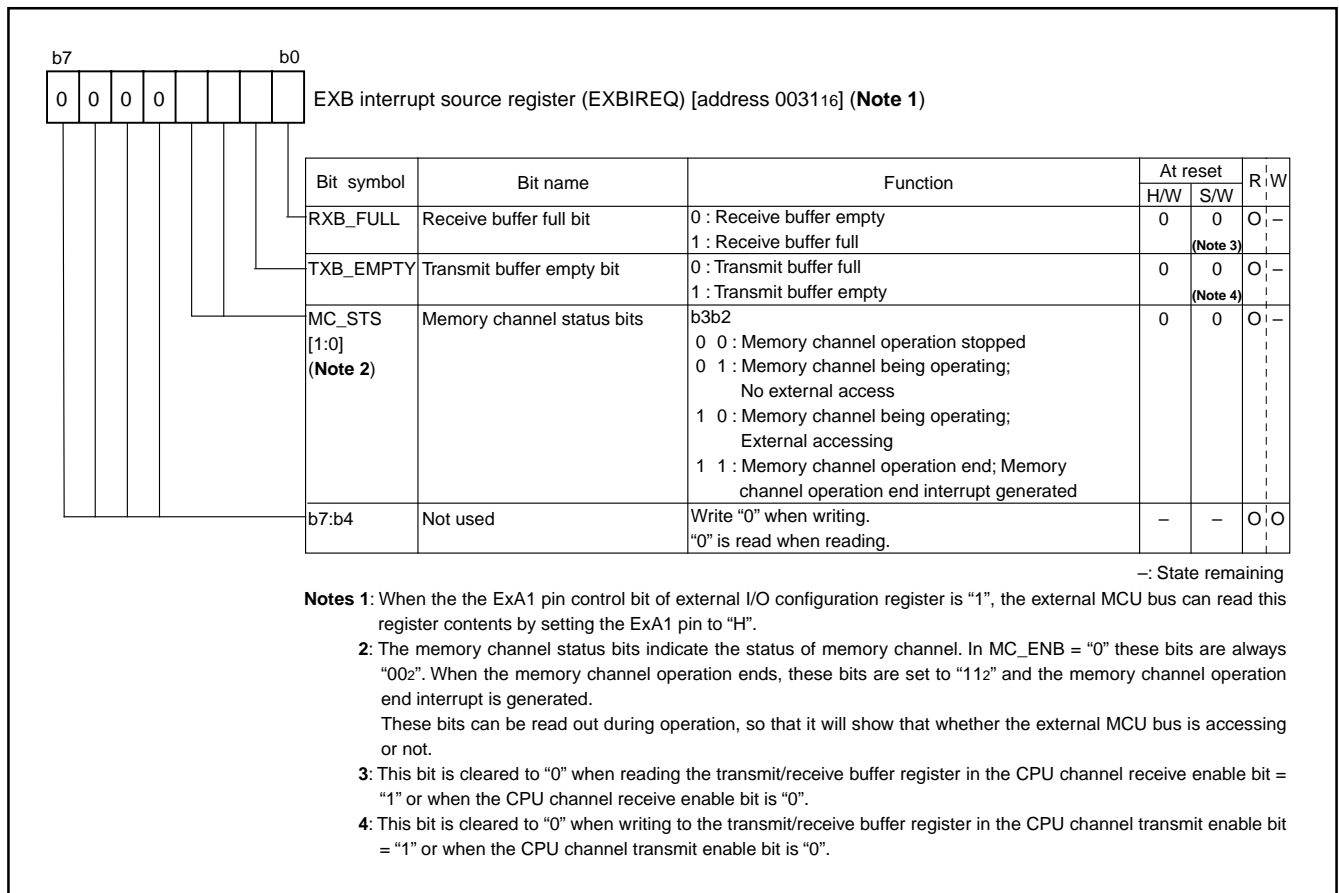 b7 b0
0 0 0 0
EXB interrupt source register (EXBIREQ) [address 003116] (Note 1)
Bit symbol Bit name Function At reset R W
H/W S/W
RXB_FULL Receive buffer full bit 0 : Receive buffer empty 0 0 O –
1 : Receive buffer full (Note 3)
TXB_EMPTY Transmit buffer empty bit 0 : Transmit buffer full 0 0 O –
1 : Transmit buffer empty (Note 4)
MC_STS Memory channel status bits b3b2 0 0 O –
[1:0] 0 0 : Memory channel operation stopped
(Note 2) 0 1 : Memory channel being operating;
No external access
1 0 : Memory channel being operating;
External accessing
1 1 : Memory channel operation end; Memory
channel operation end interrupt generated
b7:b4 Not used Write “0” when writing. – – O O
“0” is read when reading.
–: State remaining
Notes 1: When the the ExA1 pin control bit of external I/O configuration register is “1”, the external MCU bus can read this
register contents by setting the ExA1 pin to “H”.
2: The memory channel status bits indicate the status of memory channel. In MC_ENB = “0” these bits are always
“002”. When the memory channel operation ends, these bits are set to “112” and the memory channel operation
end interrupt is generated.
These bits can be read out during operation, so that it will show that whether the external MCU bus is accessing
or not.
3: This bit is cleared to “0” when reading the transmit/receive buffer register in the CPU channel receive enable bit =
“1” or when the CPU channel receive enable bit is “0”.
4: This bit is cleared to “0” when writing to the transmit/receive buffer register in the CPU channel transmit enable bit
= “1” or when the CPU channel transmit enable bit is “0”.